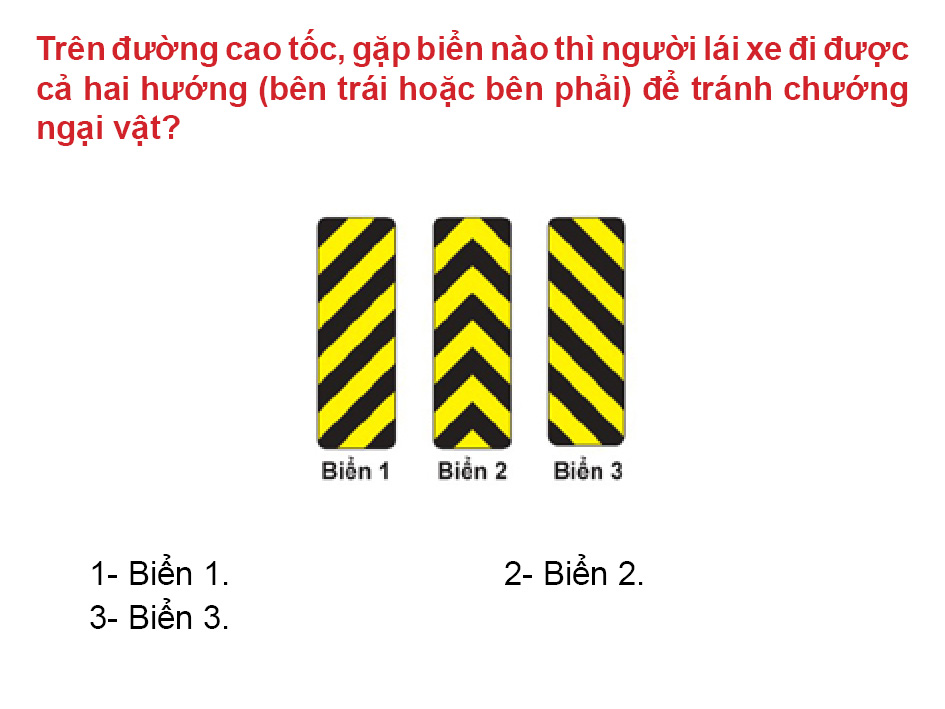 Trên đường cao tốc, gặp biển nào thì người lái xe đi được
cả hai hướng (bên trái hoặc bên phải) để tránh chướng
ngại vật?
Biển 1 Biển 2 Biển 3
1- Biển 1. 2- Biển 2.
3- Biển 3.